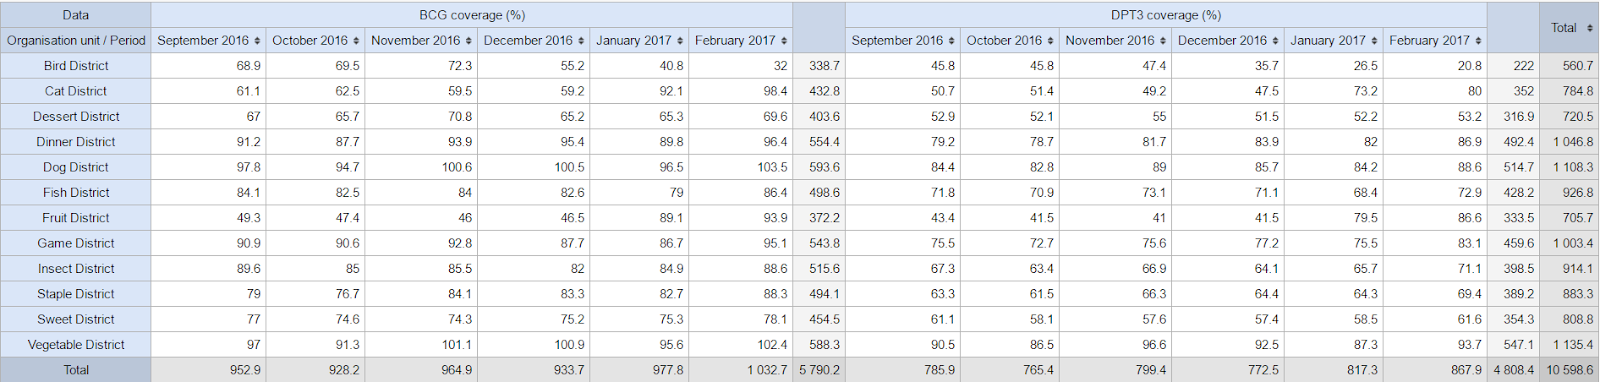 Data BCG coverage (%) DPT3 coverage (%) Total
Organisation unit / Period September 2016 October 2016 November 2016 December 2016 January 2017 February 2017 September 2016 October 2016 November 2016 December 2016 January 2017 February 2017
Bird District 68.9 69.5 72.3 55.2 40.8 32 338.7 45.8 45.8 47.4 35.7 26.5 20.8 222 560.7
Cat District 61.1 62.5 59.5 59.2 92.1 98.4 432.8 50.7 51.4 49.2 47.5 73.2 80 352 784.8
Dessert District 67 65.7 70.8 65.2 65.3 69.6 403.6 52.9 52.1 55 51.5 52.2 53.2 316.9 720.5
Dinner District 91.2 87.7 93.9 95.4 89.8 96.4 554.4 79.2 78.7 81.7 83.9 82 86.9 492.4 1 046.8
Dog District 97.8 94.7 100.6 100.5 96.5 103.5 593.6 84.4 82.8 89 85.7 84.2 88.6 514.7 1 108.3
Fish District 84.1 82.5 84 82.6 79 86.4 498.6 71.8 70.9 73.1 71.1 68.4 72.9 428.2 926.8
Fruit District 49.3 47.4 46 46.5 89.1 93.9 372.2 43.4 41.5 41 41.5 79.5 86.6 333.5 705.7
Game District 90.9 90.6 92.8 87.7 86.7 95.1 543.8 75.5 72.7 75.6 77.2 75.5 83.1 459.6 1 003.4
Insect District 89.6 85 85.5 82 84.9 88.6 515.6 67.3 63.4 66.9 64.1 65.7 71.1 398.5 914.1
Staple District 79 76.7 84.1 83.3 82.7 88.3 494.1 63.3 61.5 66.3 64.4 64.3 69.4 389.2 883.3
Sweet District 77 74.6 74.3 75.2 75.3 78.1 454.5 61.1 58.1 57.6 57.4 58.5 61.6 354.3 808.8
Vegetable District 97 91.3 101.1 100.9 95.6 102.4 588.3 90.5 86.5 96.6 92.5 87.3 93.7 547.1 1 135.4
Total 952.9 928.2 964.9 933.7 977.8 1 032.7 5 790.2 785.9 765.4 799.4 772.5 817.3 867.9 4 808.4 10 598.6